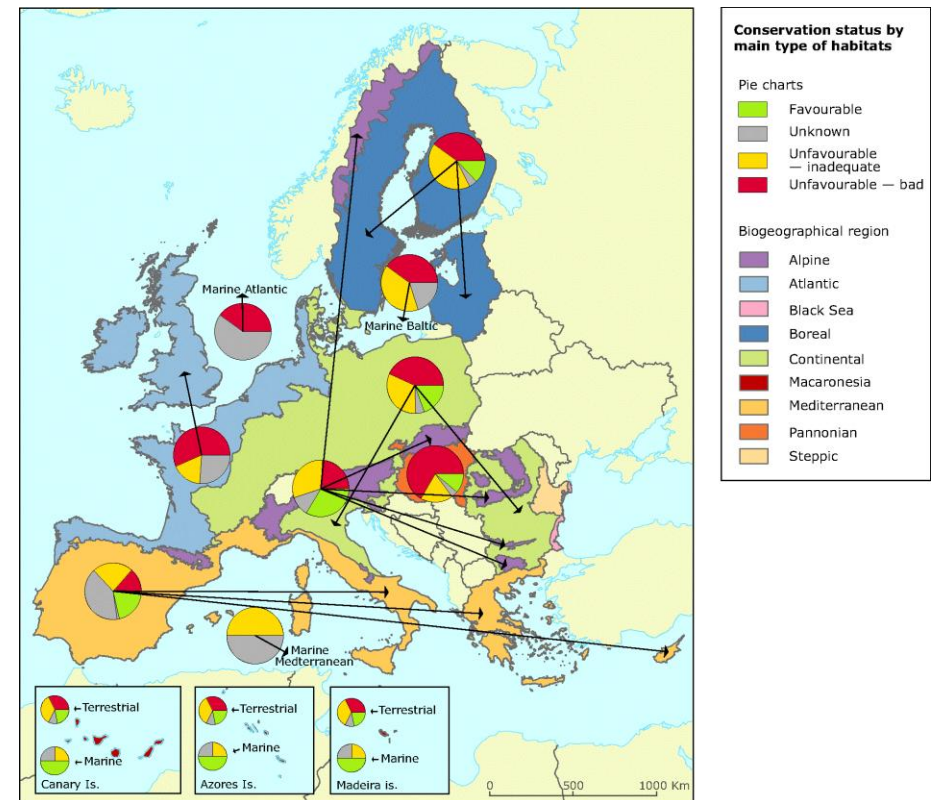 Conservation status by
main type of habitats
Pie charts
Favourable
Unknown
Unfavourable
— inadequate
Unfavourable — bad
Biogeographical region
Alpine
Atlantic
Black Sea
Boreal
Continental
Macaronesia
Mediterranean
Pannonian
Steppic
Marine Atlantic
Marine Baltic
Marine
Medterranean
Terrestrial
Marine
Canary Is.
Terrestrial
Marine
Azores Is.
Terrestrial
Marine
Madeira is.
0 500 1000 Km